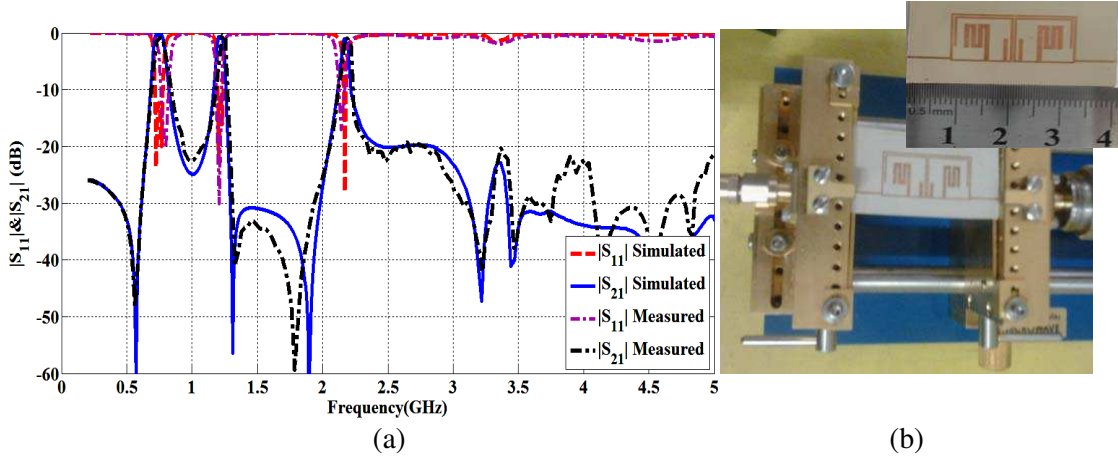 |S11|&|S21| (dB)
0
-10
-20
-30
-40
-50
-60
0 0.5 1 1.5 2 2.5 3 3.5 4 4.5 5
Frequency(GHz)
|S11| Simulated
|S21| Simulated
|S11| Measured
|S21| Measured
(a)
U.S mm 1 2 3 4
(b)